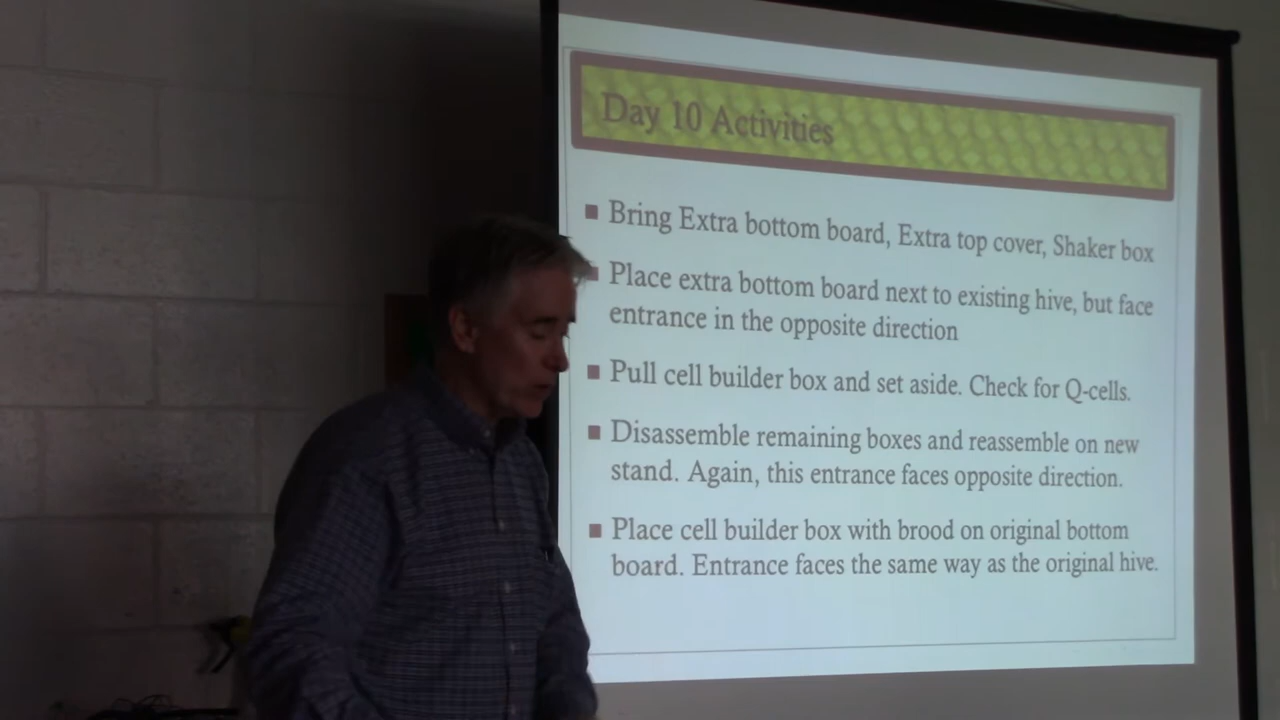 Day 10 Activities
Bring Extra bottom board, Extra top cover, Shaker box
Place extra bottom board next to existing hive, but face
entrance in the opposite direction
Pull cell builder box and set aside. Check for Q-cells.
Disassemble remaining boxes and reassemble on new
stand. Again, this entrance faces opposite direction.
Place cell builder box with brood on original bottom
board. Entrance faces the same way as the original hive.